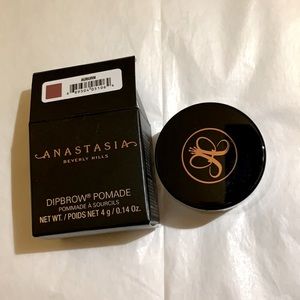 AUBURN
ANASTASIA
BEVERLY HILLS
DIPBROW® POMADE
POMMADE À SOURCILS
NET WT. / POIDS NET 4 g / 0.14 Oz.